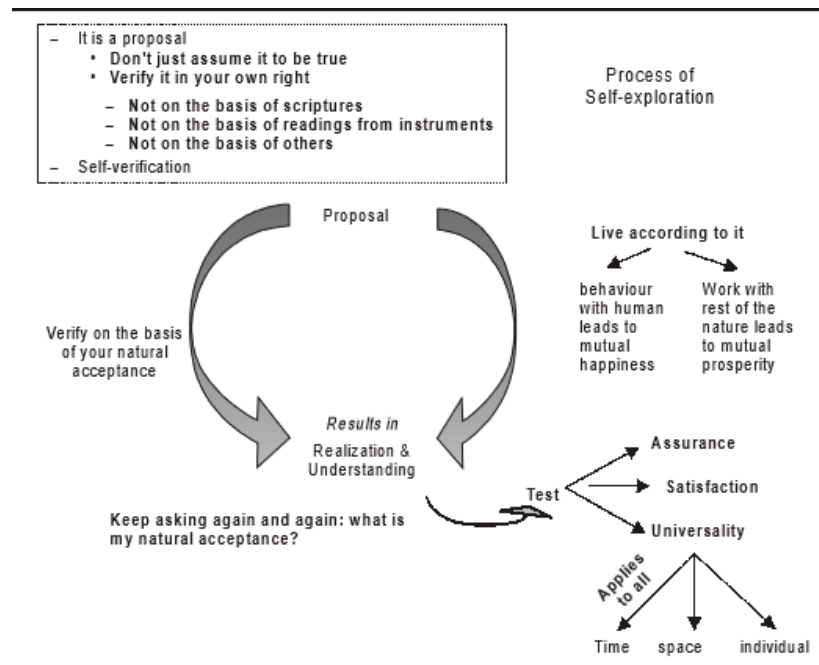 – It is a proposal
• Don't just assume it to be true
• Verify it in your own right
– Not on the basis of scriptures
– Not on the basis of readings from instruments
– Not on the basis of others
– Self-verification
Process of
Self-exploration
Proposal
Live according to it
behaviour
with human
leads to
mutual
happiness
Work with
rest of the
nature leads
to mutual
prosperity
Verify on the basis
of your natural
acceptance
Results in
Realization &
Understanding
Keep asking again and again: what is
my natural acceptance?
Test
Assurance
Satisfaction
Universality
Applies
to all
Time
space
individual